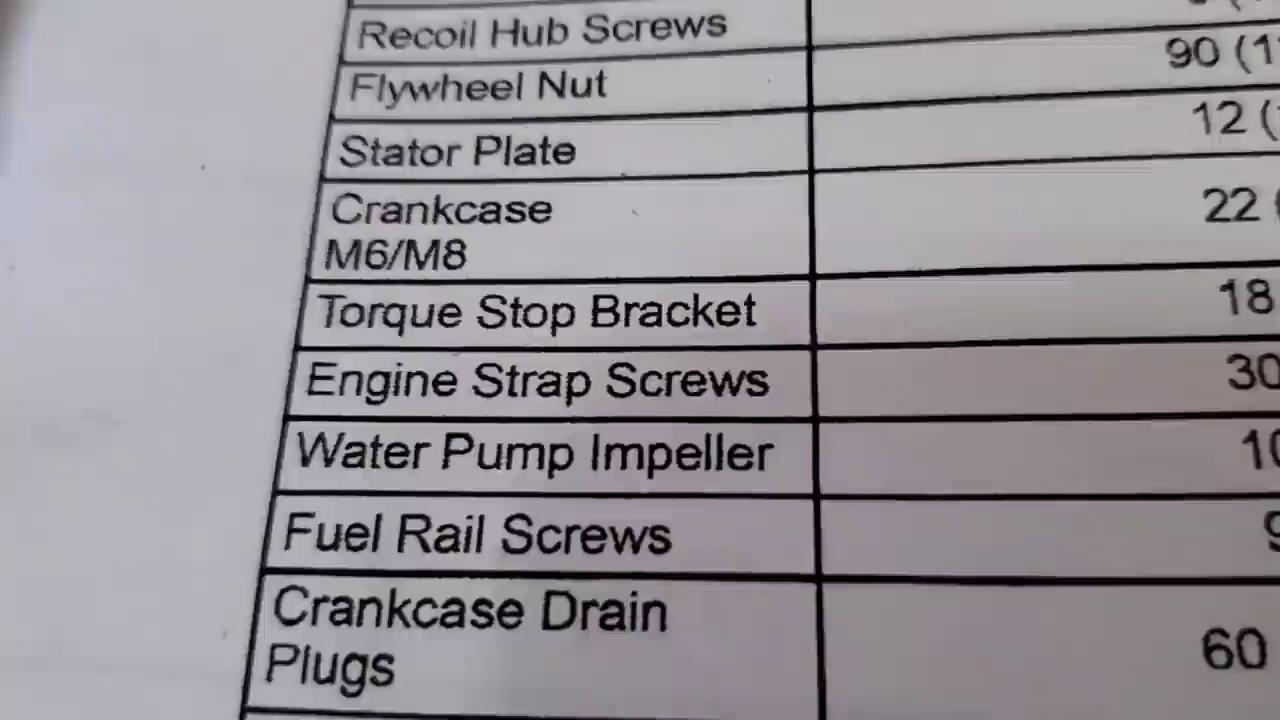 Recoil Hub Screws
Flywheel Nut 90 (1
Stator Plate 12 (
Crankcase 22
M6/M8
Torque Stop Bracket 18
Engine Strap Screws 30
Water Pump Impeller 10
Fuel Rail Screws
Crankcase Drain 60
Plugs